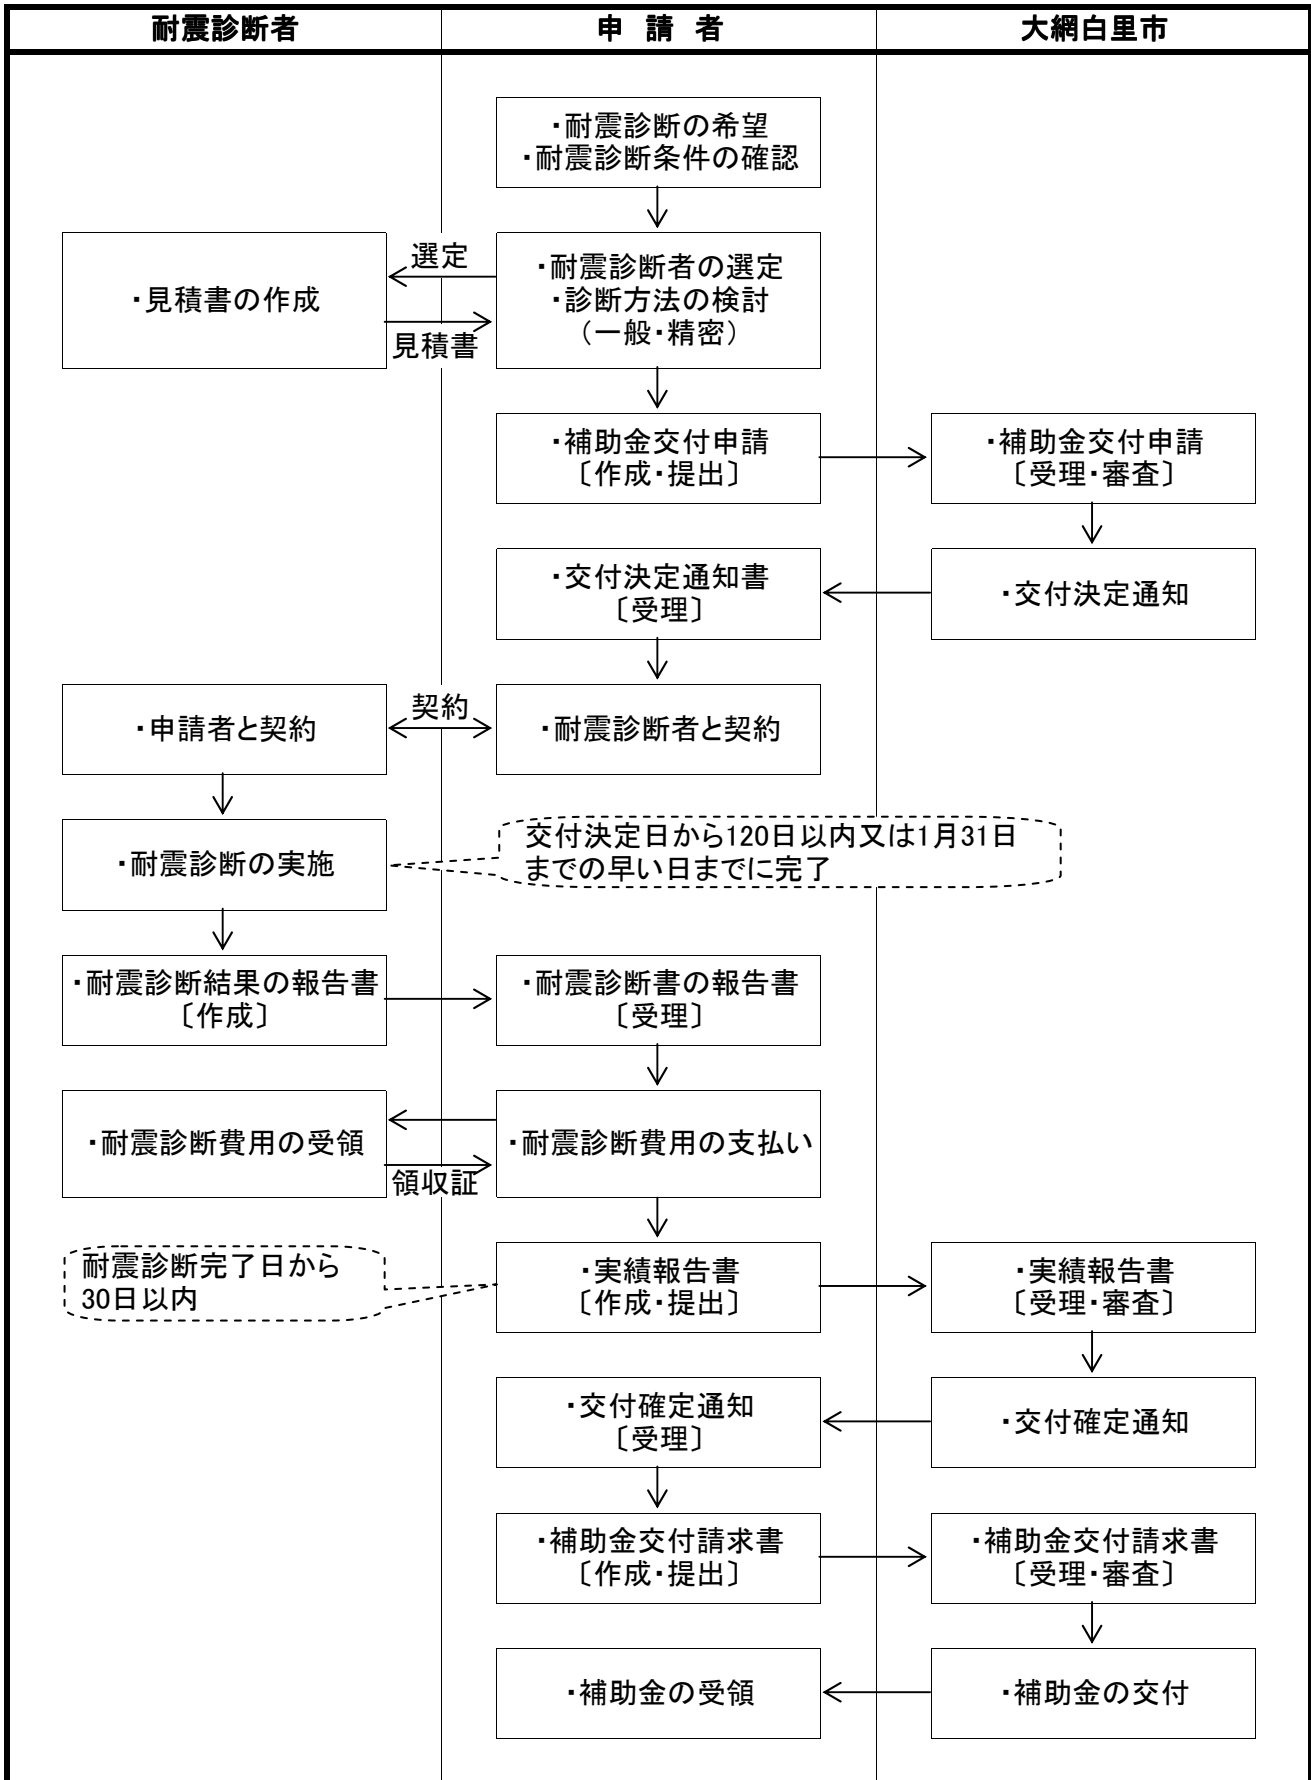 耐震診断者
申 請 者
大網白里市
・耐震診断の希望
・耐震診断条件の確認
選定
・見積書の作成
・耐震診断者の選定
・診断方法の検討
（一般・精密）
見積書
・補助金交付申請
〔作成・提出〕
・補助金交付申請
〔受理・審査〕
・交付決定通知書
〔受理〕
・交付決定通知
契約
・申請者と契約
・耐震診断者と契約
交付決定日から120日以内又は1月31日
までの早い日までに完了
・耐震診断の実施
・耐震診断結果の報告書
〔作成〕
・耐震診断書の報告書
〔受理〕
・耐震診断費用の受領
・耐震診断費用の支払い
領収証
耐震診断完了日から
30日以内
・実績報告書
〔作成・提出〕
・実績報告書
〔受理・審査〕
・交付確定通知
〔受理〕
・交付確定通知
・補助金交付請求書
〔作成・提出〕
・補助金交付請求書
〔受理・審査〕
・補助金の受領
・補助金の交付